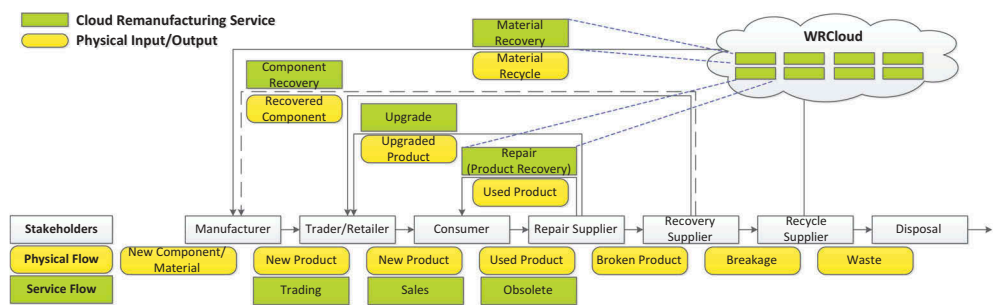 Cloud Remanufacturing Service
Physical Input/Output
Material
Recovery
Material
Recycle
WRCloud
Component
Recovery
Recovered
Component
Upgrade
Upgraded
Product
Repair
(Product Recovery)
Used Product
Stakeholders
Manufacturer
Trader/Retailer
Consumer
Repair Supplier
Recovery
Supplier
Recycle
Supplier
Disposal
Physical Flow
New Component/
Material
New Product
New Product
Used Product
Broken Product
Breakage
Waste
Service Flow
Trading
Sales
Obsolete